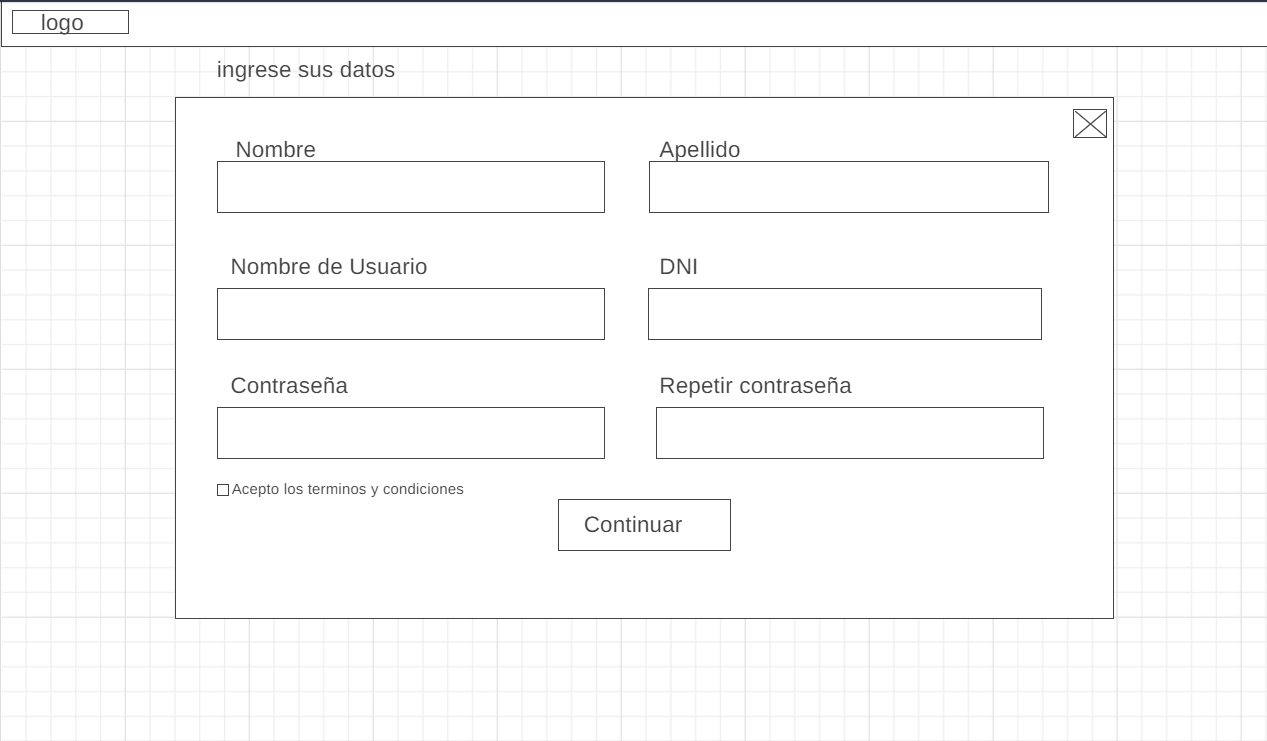 logo
ingrese sus datos
Nombre
Apellido
Nombre de Usuario
DNI
Contraseña
Repetir contraseña
Acepto los terminos y condiciones
Continuar